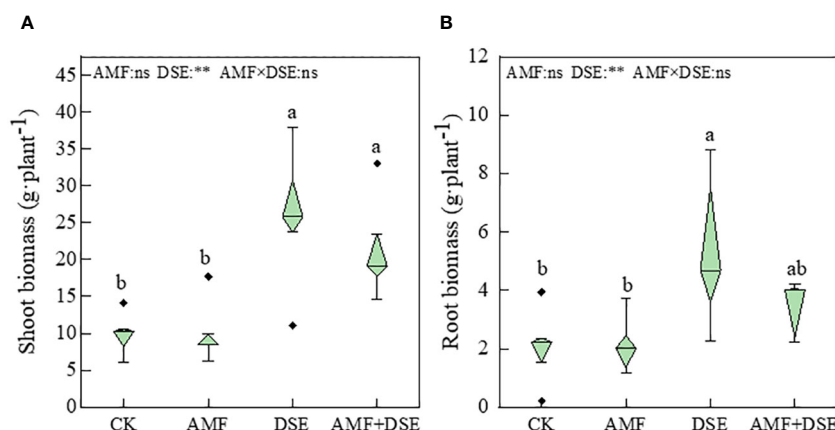 A
AMF:ns DSE:** AMF×DSE:ns
Shoot biomass (g·plant⁻¹)
45
40
35
30
25
20
15
10
5
0
b
b
a
a
CK AMF DSE AMF+DSE
B
AMF:ns DSE:** AMF×DSE:ns
Root biomass (g·plant⁻¹)
12
10
8
6
4
2
0
b
b
a
ab
CK AMF DSE AMF+DSE